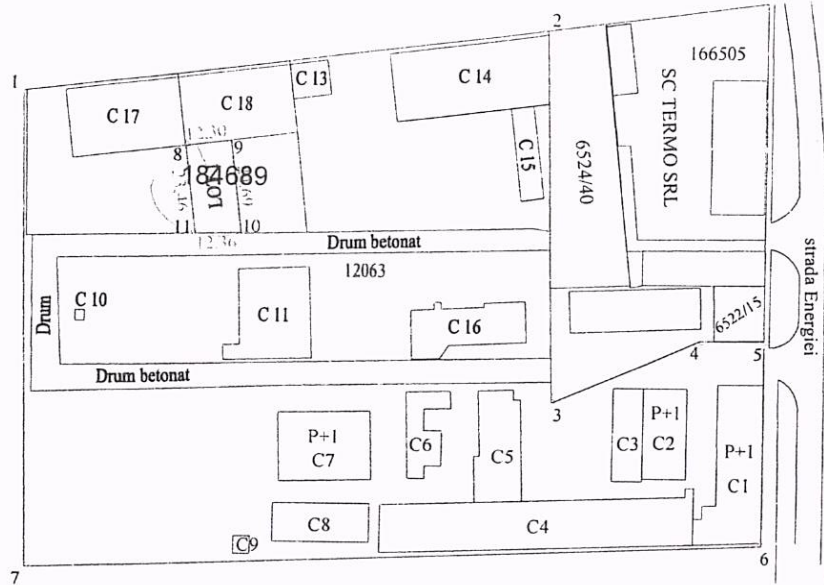 2
1
C 17
C 18
C 13
C 14
166505
SC TERMO SRL
12.30
8
9
C 15
6524/40
184689
LOT
11
10
12.36
Drum betonat
12063
strada Energiei
Drum
C 10
C 11
C 16
6522/15
4
5
Drum betonat
3
P+1
C7
C6
C5
C3
P+1
C2
P+1
C1
C8
C4
C9
6
7